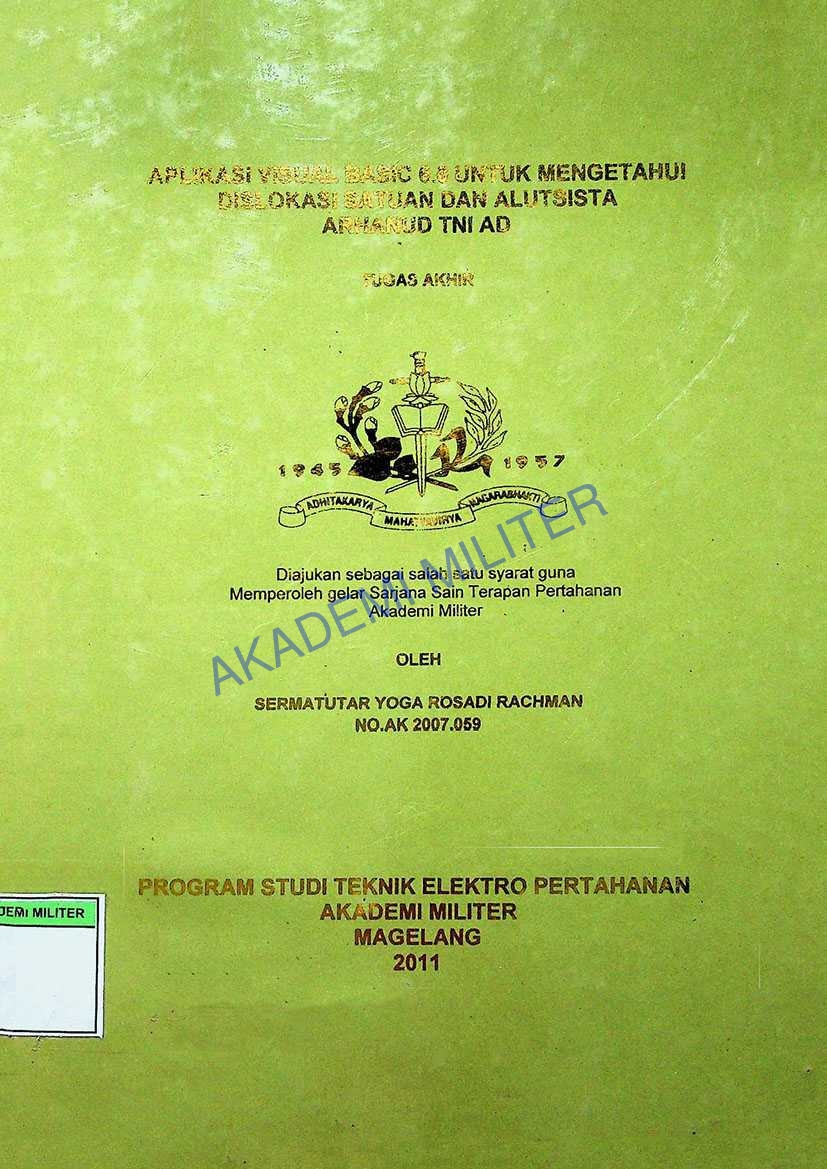 APLIKASI VISUAL BASIC 6.0 UNTUK MENGETAHUI
DISLOKASI SATUAN DAN ALUTSISTA
ARHANUD TNI AD
TUGAS AKHIR
1945 1957
ADHITAKARYA
MAHATVAVIRYA
NAGARABHAKTI
Diajukan sebagai salah satu syarat guna
Memperoleh gelar Sarjana Sain Terapan Pertahanan
Akademi Militer
AKADEMI MILITER
OLEH
SERMATUTAR YOGA ROSADI RACHMAN
NO.AK 2007.059
PROGRAM STUDI TEKNIK ELEKTRO PERTAHANAN
AKADEMI MILITER
MAGELANG
2011
DEMI MILITER